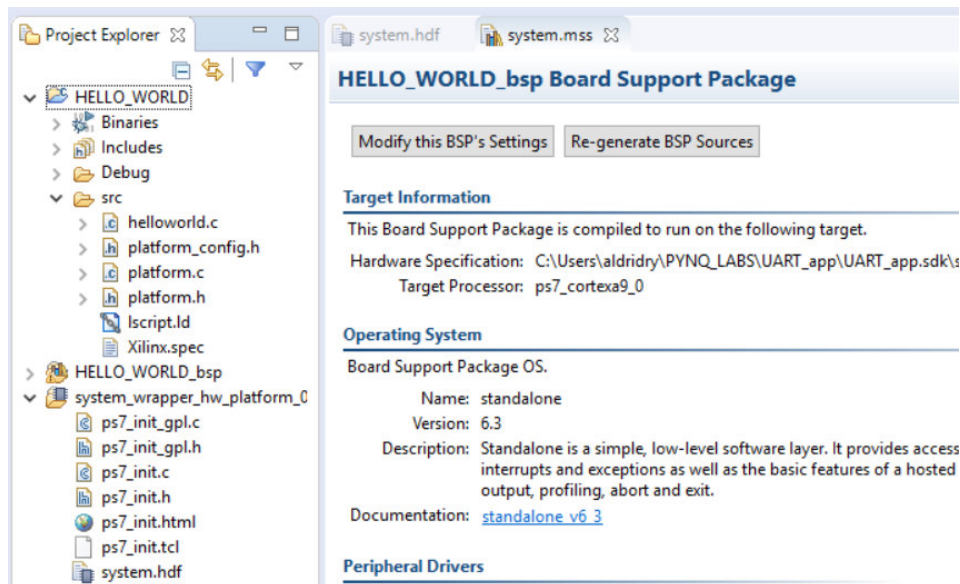 Project Explorer
HELLO_WORLD
Binaries
Includes
Debug
src
helloworld.c
platform_config.h
platform.c
platform.h
lscript.ld
Xilinx.spec
HELLO_WORLD_bsp
system_wrapper_hw_platform_0
ps7_init_gpl.c
ps7_init_gpl.h
ps7_init.c
ps7_init.h
ps7_init.html
ps7_init.tcl
system.hdf
system.hdf system.mss
HELLO_WORLD_bsp Board Support Package
Modify this BSP's Settings Re-generate BSP Sources
Target Information
This Board Support Package is compiled to run on the following target.
Hardware Specification: C:\Users\aldridry\PYNQ_LABS\UART_app\UART_app.sdk\s
Target Processor: ps7_cortexa9_0
Operating System
Board Support Package OS.
Name: standalone
Version: 6.3
Description: Standalone is a simple, low-level software layer. It provides access
interrupts and exceptions as well as the basic features of a hosted
output, profiling, abort and exit.
Documentation: standalone_v6_3
Peripheral Drivers